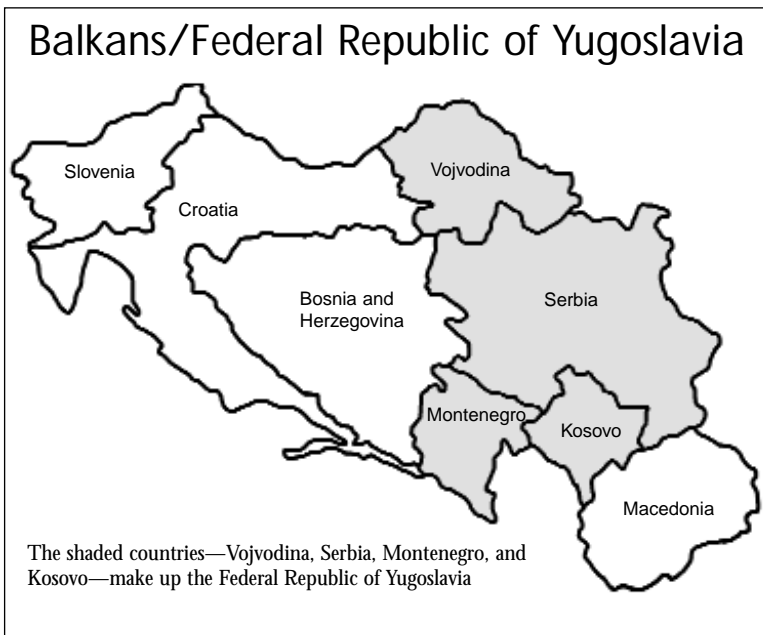 Balkans/Federal Republic of Yugoslavia
Slovenia
Vojvodina
Croatia
Bosnia and
Herzegovina
Serbia
Montenegro
Kosovo
Macedonia
The shaded countries—Vojvodina, Serbia, Montenegro, and
Kosovo—make up the Federal Republic of Yugoslavia